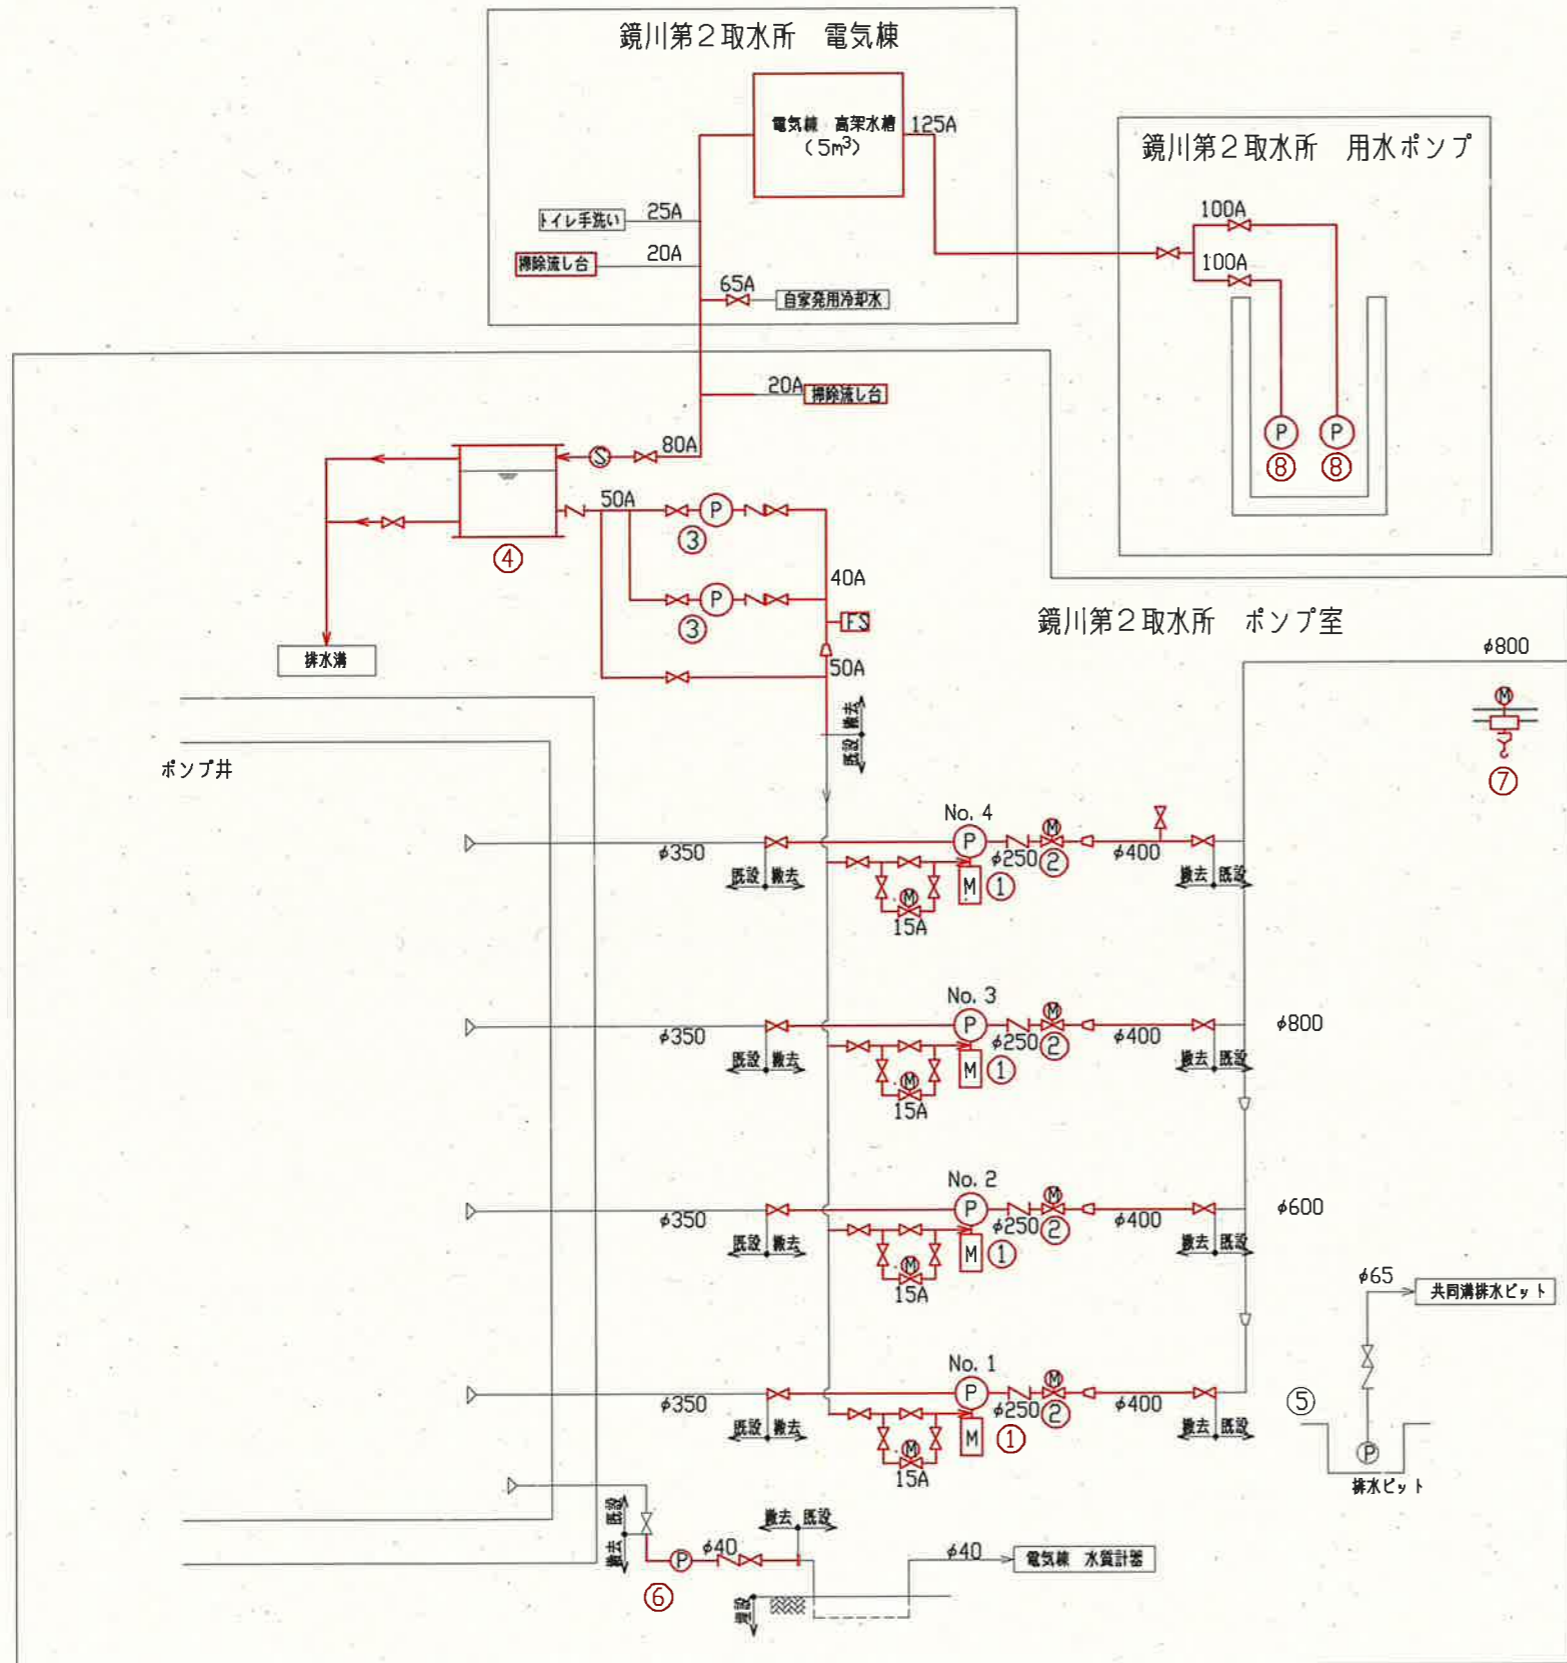 鏡川第2取水所 電気棟
電気棟 高架水槽
(5m³)
125A
トイレ手洗い
25A
掃除流し台
20A
65A
自家発用冷却水
鏡川第2取水所 用水ポンプ
100A
100A
P
P
⑧
⑧
20A
掃除流し台
80A
S
50A
P
③
④
40A
P
③
FS
50A
排水溝
撤去
既設
鏡川第2取水所 ポンプ室
φ800
M
⑦
ポンプ井
No. 4
P
M
φ350
φ250
②
φ400
既設 撤去
M
M
①
撤去 既設
15A
No. 3
P
M
φ350
φ250
②
φ400
φ800
既設 撤去
M
M
①
撤去 既設
15A
No. 2
P
M
φ350
φ250
②
φ400
φ600
既設 撤去
M
M
①
撤去 既設
15A
φ65
共同溝排水ピット
No. 1
P
M
φ350
φ250
②
φ400
⑤
既設 撤去
M
M
①
撤去 既設
15A
P
排水ピット
既設
撤去
撤去 既設
P
φ40
φ40
電気棟 水質計器
⑥
埋設